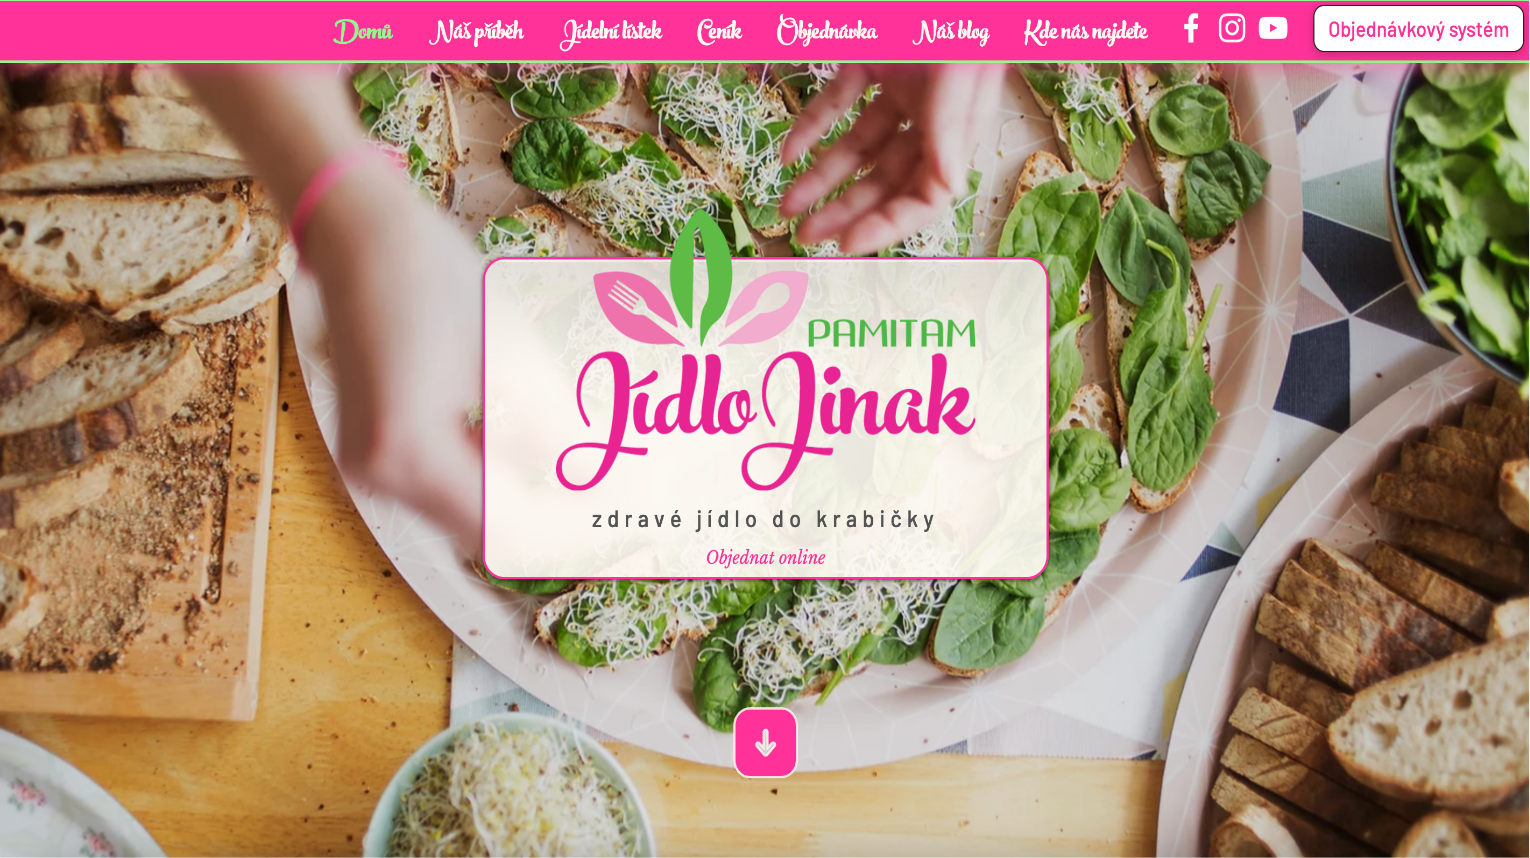 Domů Náš příběh Jídelní lístek Ceník Objednávka Náš blog Kde nás najdete Objednávkový systém
PAMITAM
Jídlo Jinak
zdravé jídlo do krabičky
Objednat online